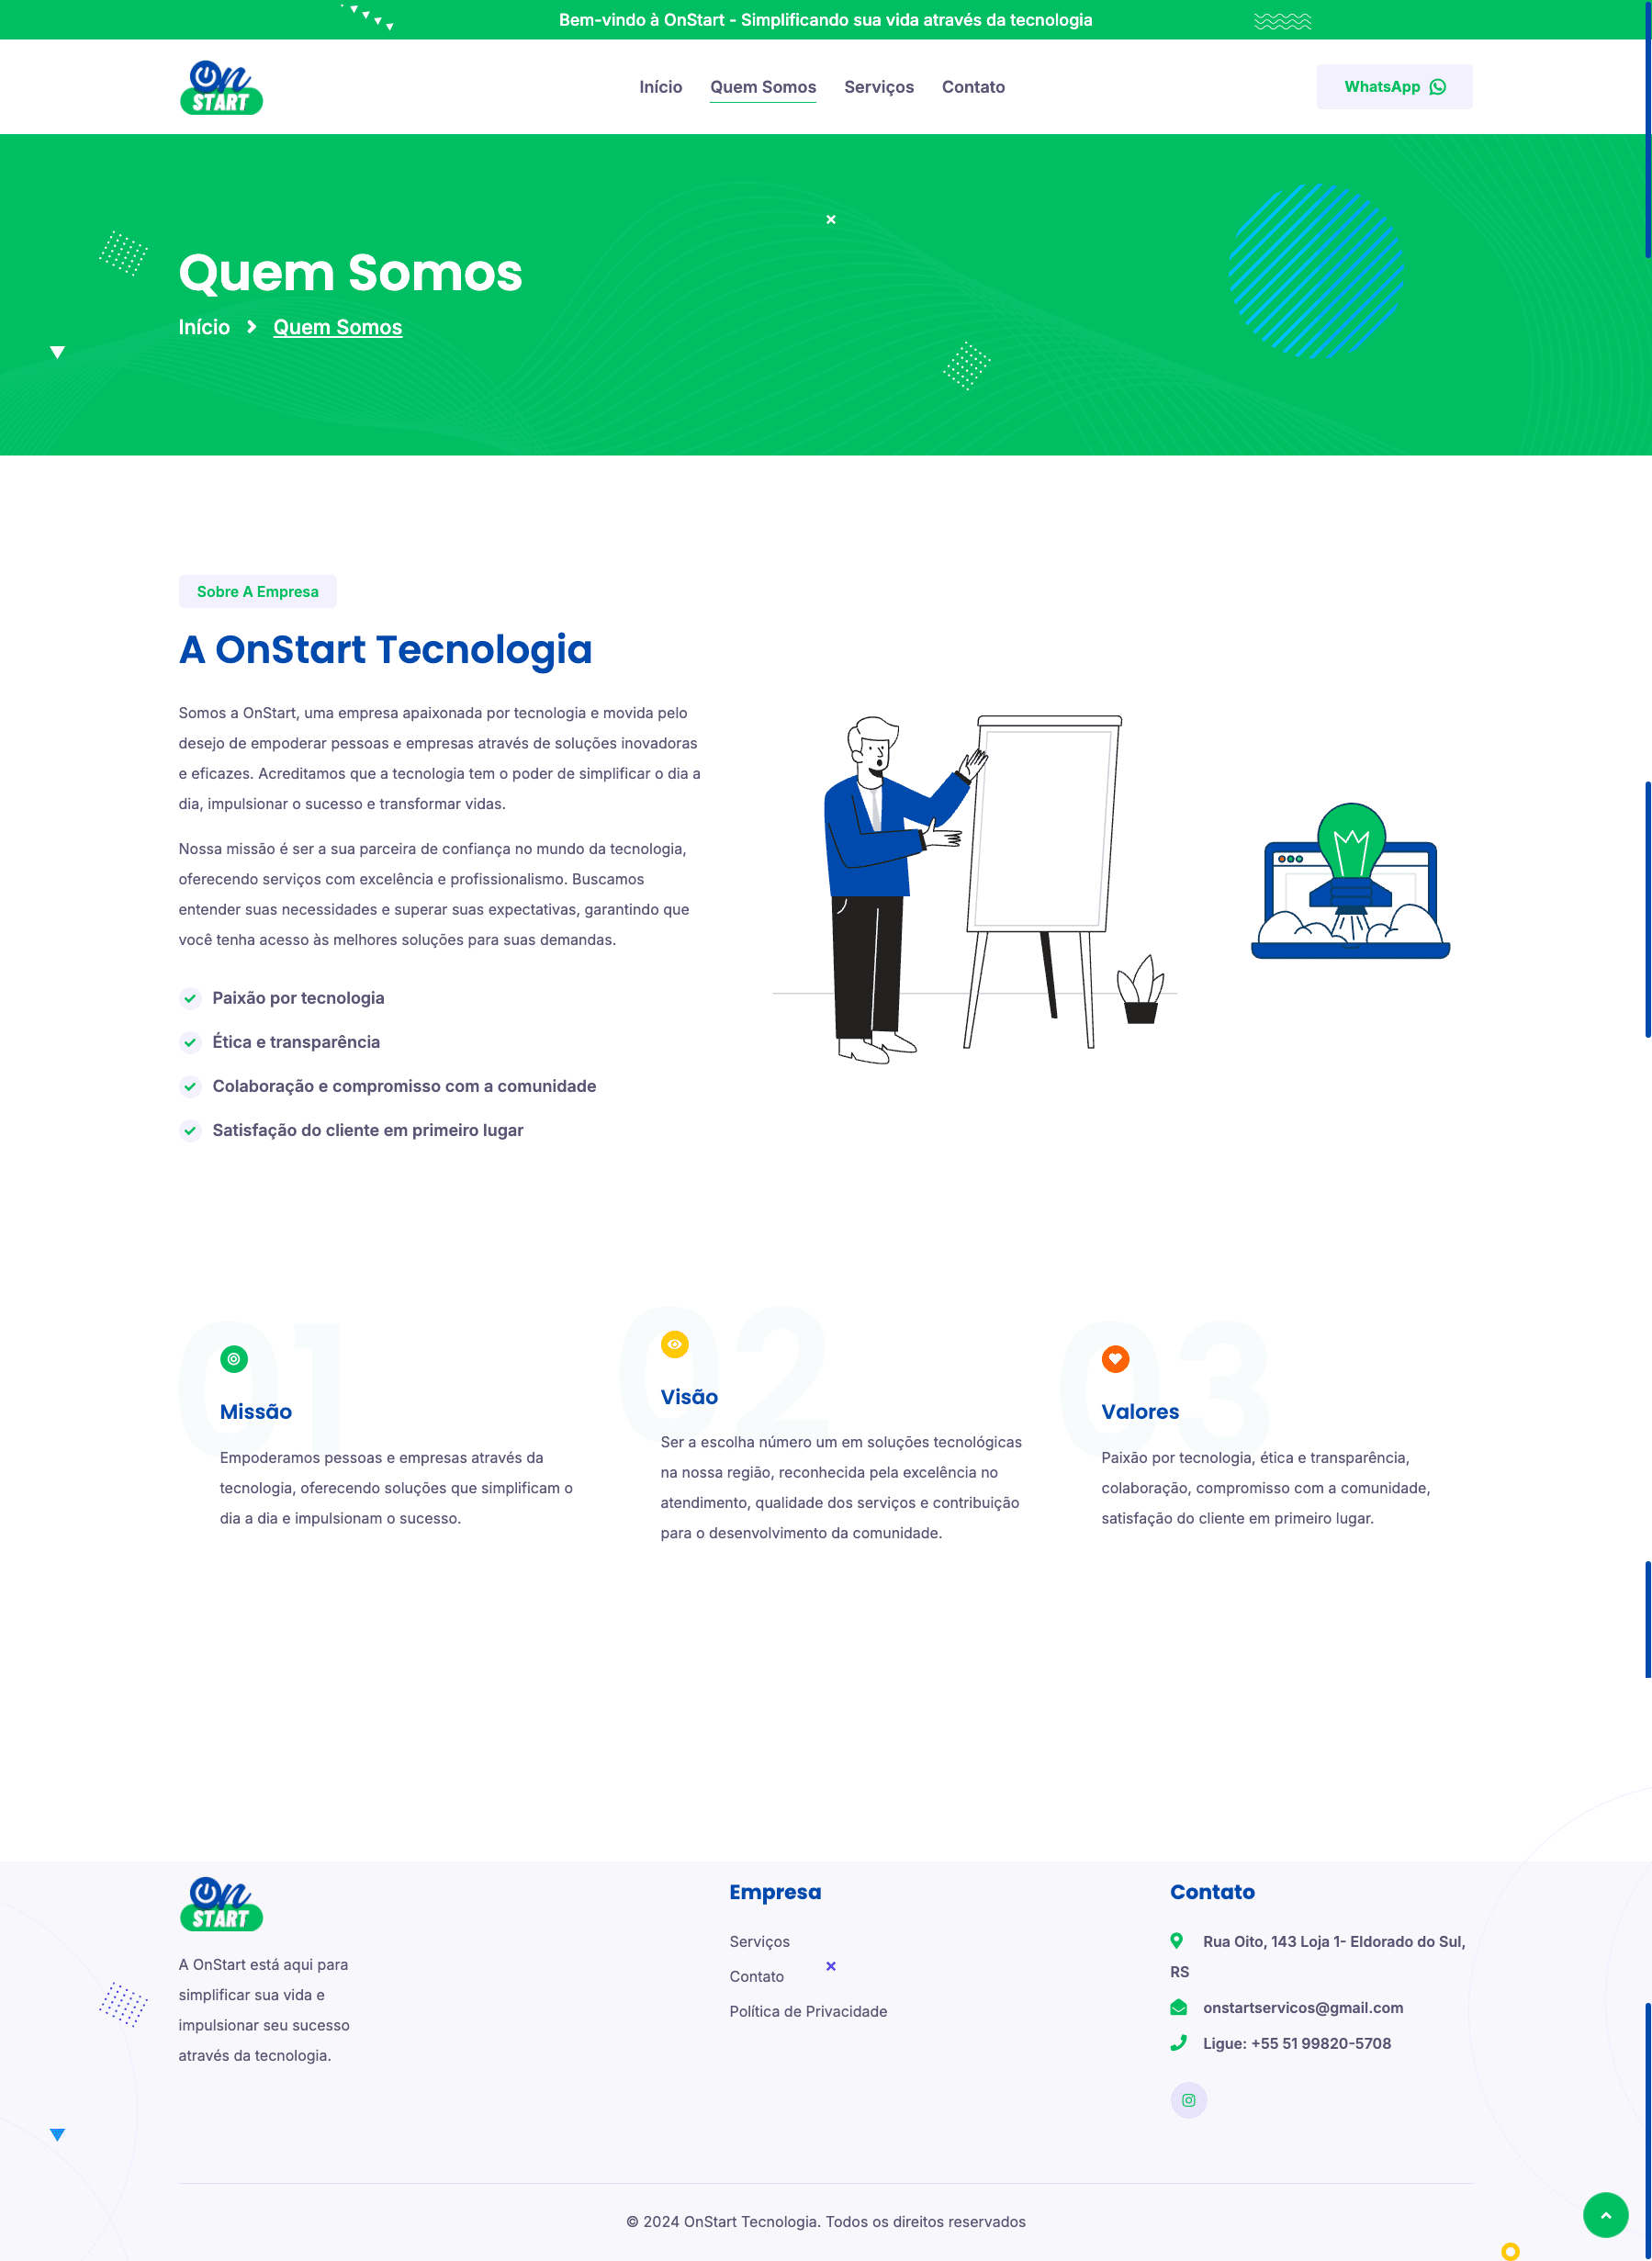 Bem-vindo à OnStart - Simplificando sua vida através da tecnologia
On
START
Início
Quem Somos
Serviços
Contato
WhatsApp
Quem Somos
Início
Quem Somos
Sobre A Empresa
A OnStart Tecnologia
Somos a OnStart, uma empresa apaixonada por tecnologia e movida pelo
desejo de empoderar pessoas e empresas através de soluções inovadoras
e eficazes. Acreditamos que a tecnologia tem o poder de simplificar o dia a
dia, impulsionar o sucesso e transformar vidas.
Nossa missão é ser a sua parceira de confiança no mundo da tecnologia,
oferecendo serviços com excelência e profissionalismo. Buscamos
entender suas necessidades e superar suas expectativas, garantindo que
você tenha acesso às melhores soluções para suas demandas.
Paixão por tecnologia
Ética e transparência
Colaboração e compromisso com a comunidade
Satisfação do cliente em primeiro lugar
01
Missão
Empoderamos pessoas e empresas através da
tecnologia, oferecendo soluções que simplificam o
dia a dia e impulsionam o sucesso.
02
Visão
Ser a escolha número um em soluções tecnológicas
na nossa região, reconhecida pela excelência no
atendimento, qualidade dos serviços e contribuição
para o desenvolvimento da comunidade.
03
Valores
Paixão por tecnologia, ética e transparência,
colaboração, compromisso com a comunidade,
satisfação do cliente em primeiro lugar.
On
START
A OnStart está aqui para
simplificar sua vida e
impulsionar seu sucesso
através da tecnologia.
Empresa
Serviços
Contato
Política de Privacidade
Contato
Rua Oito, 143 Loja 1- Eldorado do Sul,
RS
onstartservicos@gmail.com
Ligue: +55 51 99820-5708
© 2024 OnStart Tecnologia. Todos os direitos reservados